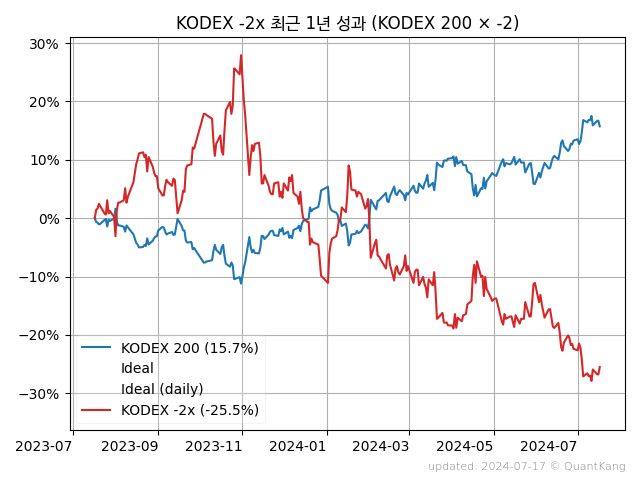 KODEX -2x 최근 1년 성과 (KODEX 200 × -2)
30%
20%
10%
0%
−10%
−20%
−30%
KODEX 200 (15.7%)
Ideal
Ideal (daily)
KODEX -2x (-25.5%)
2023-07 2023-09 2023-11 2024-01 2024-03 2024-05 2024-07
updated: 2024-07-17 © QuantKang